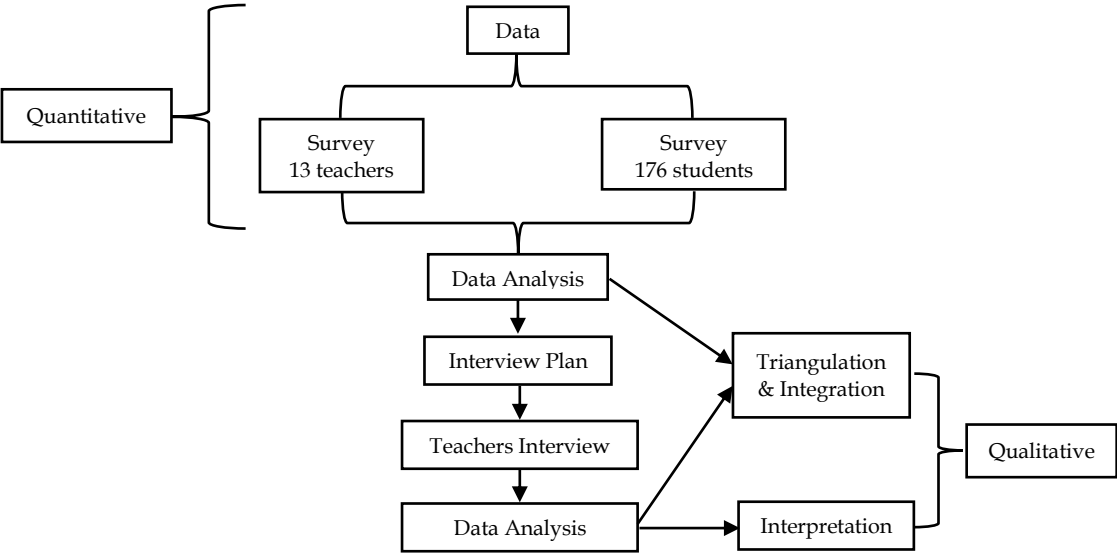 Data
Quantitative
Survey
13 teachers
Survey
176 students
Data Analysis
Interview Plan
Triangulation
& Integration
Teachers Interview
Qualitative
Data Analysis
Interpretation